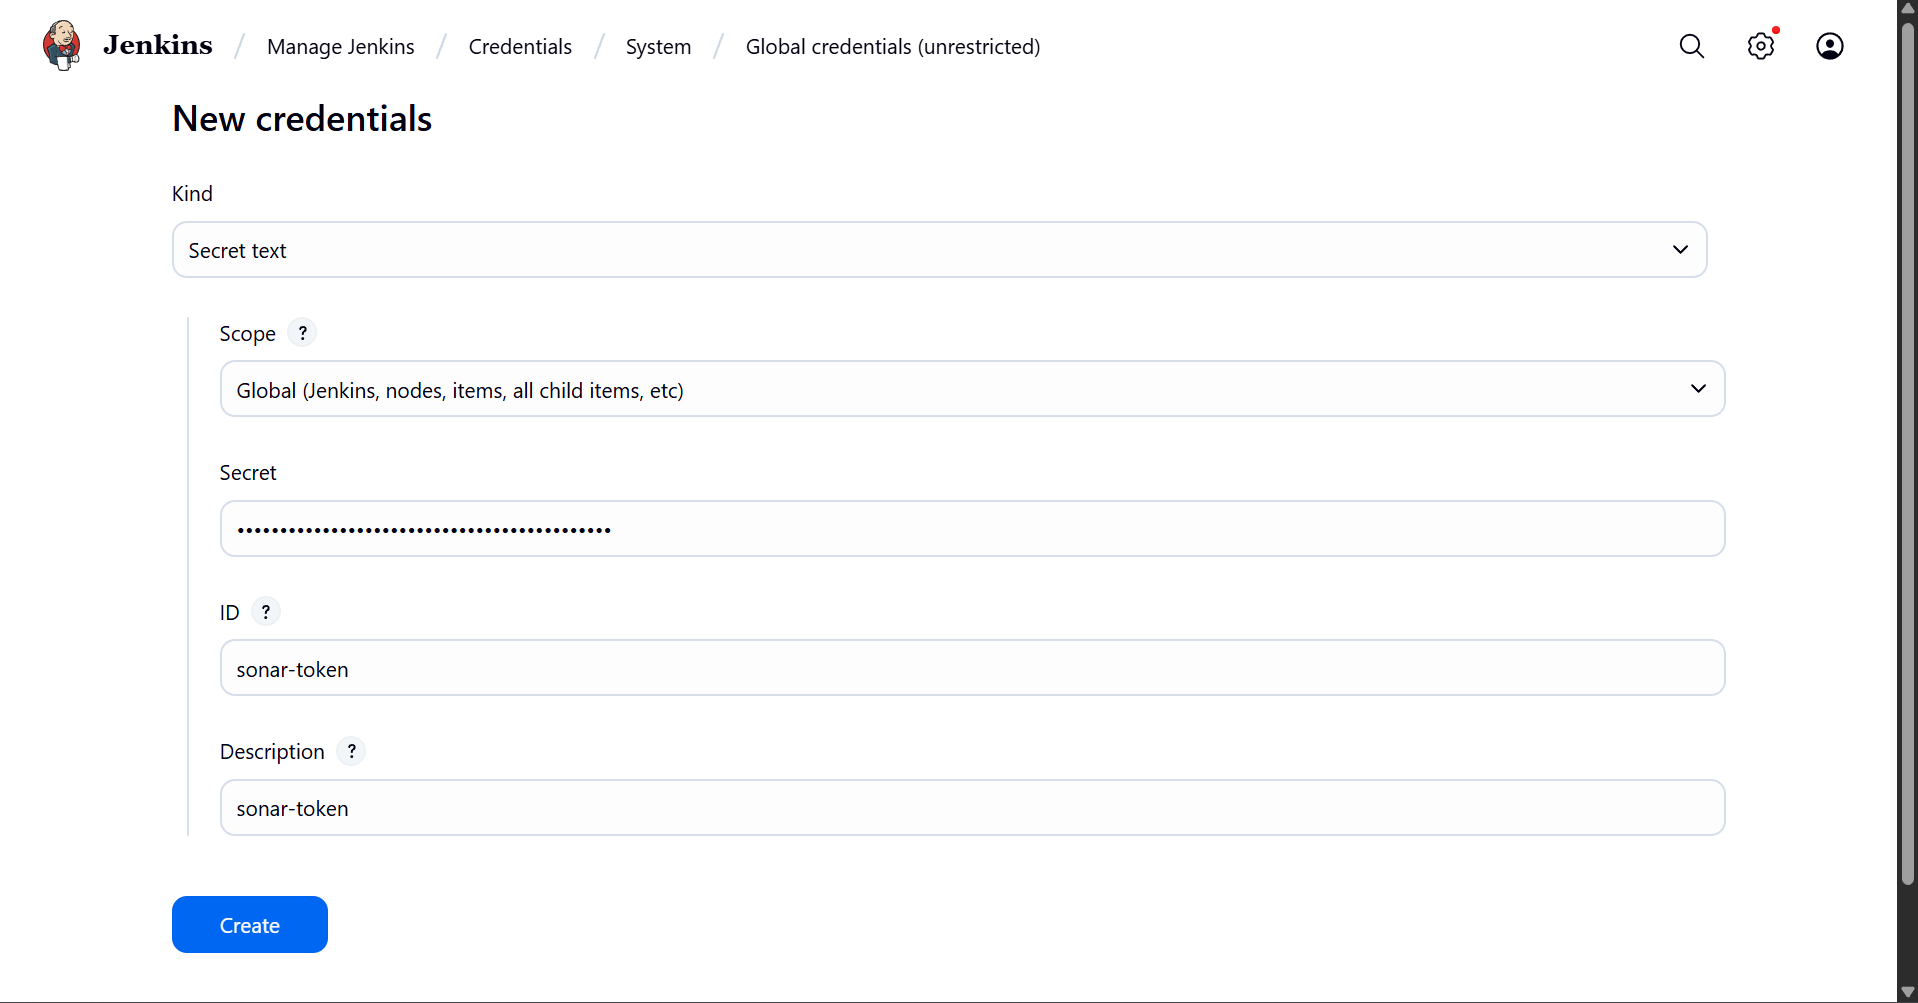 Jenkins / Manage Jenkins / Credentials / System / Global credentials (unrestricted)
New credentials
Kind
Secret text
Scope ?
Global (Jenkins, nodes, items, all child items, etc)
Secret
••••••••••••••••••••••••••••••••••••••••••••
ID ?
sonar-token
Description ?
sonar-token
Create